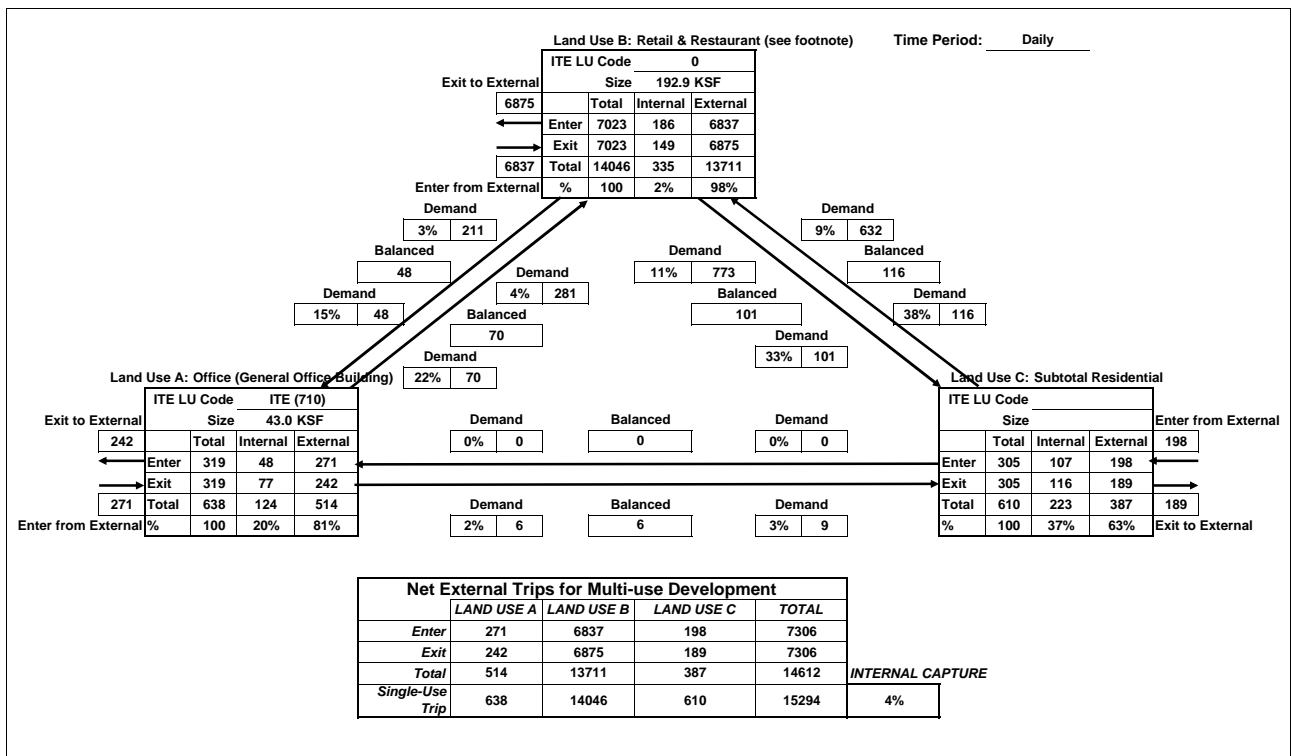 Land Use B: Retail & Restaurant (see footnote) Time Period: Daily
ITE LU Code 0
Exit to External Size 192.9 KSF
6875 Total Internal External
Enter 7023 186 6837
Exit 7023 149 6875
6837 Total 14046 335 13711
Enter from External % 100 2% 98%
Demand Demand
3% 211 9% 632
Balanced Demand Balanced
48 11% 773 116
Demand Demand Balanced Demand
15% 48 4% 281 101 38% 116
Balanced
70
Demand
33% 101
Demand
22% 70
Land Use A: Office (General Office Building) Land Use C: Subtotal Residential
ITE LU Code ITE (710)
Exit to External Size 43.0 KSF
242 Total Internal External
Enter 319 48 271
Exit 319 77 242
271 Total 638 124 514
Enter from External % 100 20% 81%
Demand Balanced Demand
0% 0 0 0% 0
Demand Balanced Demand
2% 6 6 3% 9
ITE LU Code
Size Enter from External
Total Internal External 198
Enter 305 107 198
Exit 305 116 189
Total 610 223 387 189
% 100 37% 63% Exit to External
Net External Trips for Multi-use Development
LAND USE A LAND USE B LAND USE C TOTAL
Enter 271 6837 198 7306
Exit 242 6875 189 7306
Total 514 13711 387 14612 INTERNAL CAPTURE
Single-Use
Trip 638 14046 610 15294 4%